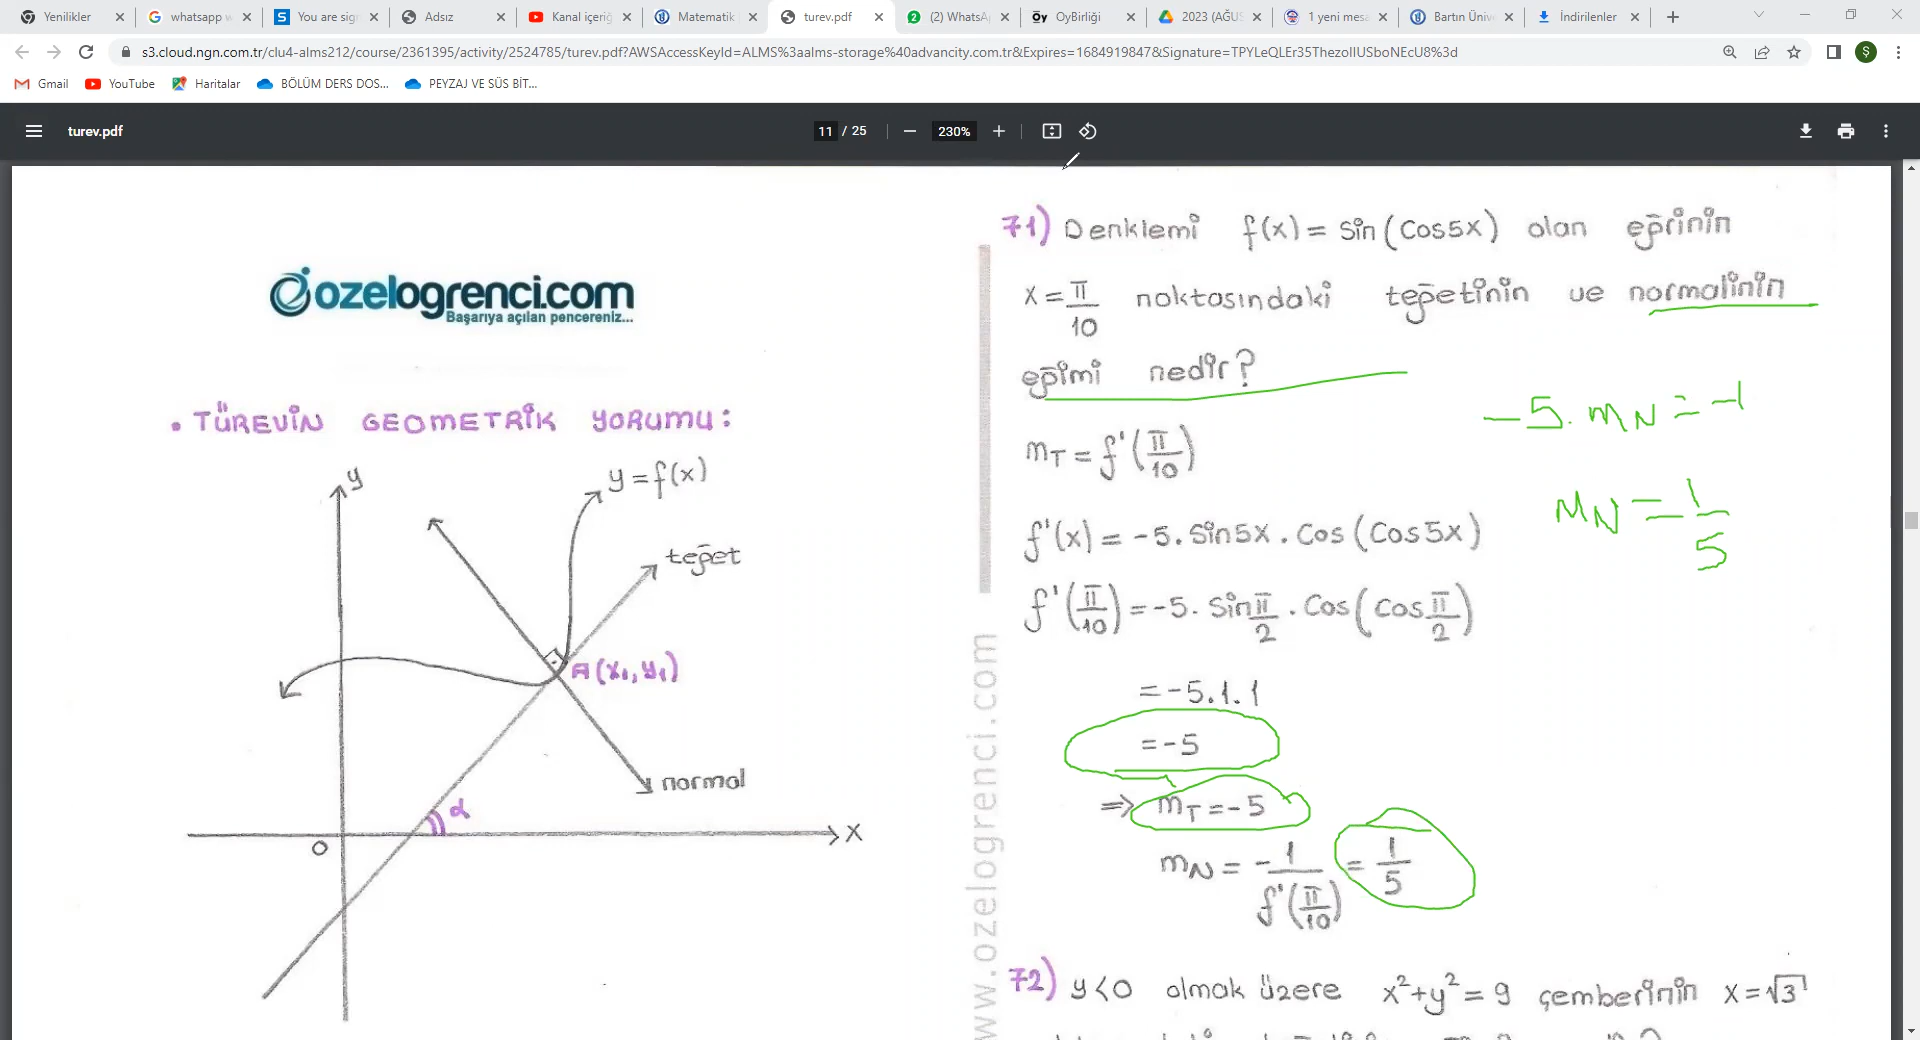 Yenilikler
whatsapp w
You are sig
Adsız
Kanal içeriğ
Matematik
turev.pdf
(2) WhatsA
OyBirliği
2023 (AĞUS
1 yeni mesa
Bartın Üniv
İndirilenler
s3.cloud.ngn.com.tr/clu4-alms212/course/2361395/activity/2524785/turev.pdf?AWSAccessKeyId=ALMS%3aalms-storage%40advancity.com.tr&Expires=1684919847&Signature=TPYLeQLEr35ThezoIIUSboNEcU8%3d
Gmail
YouTube
Haritalar
BÖLÜM DERS DOS...
PEYZAJ VE SÜS BİT...
turev.pdf
11 / 25
230%
ozelogrenci.com
Başarıya açılan pencereniz...
• TÜREVİN GEOMETRİK YORUMU:
y
y=f(x)
teğet
A(x₁,y₁)
normal
α
O
x
www.ozelogrenci.com
71) Denklemi f(x) = Sin(Cos5x) olan eğrinin
x = π/10 noktasındaki teğetinin ve normalinin
eğimi nedir?
m_T = f'(π/10)
f'(x) = -5.Sin5x.Cos(Cos5x)
f'(π/10) = -5.Sin π/2 . Cos(Cos π/2)
= -5.1.1
= -5
⇒ m_T = -5
m_N = -1/f'(π/10) = 1/5
-5. m_N = -1
m_N = 1/5
72) y<0 olmak üzere x²+y²=9 çemberinin x=√3